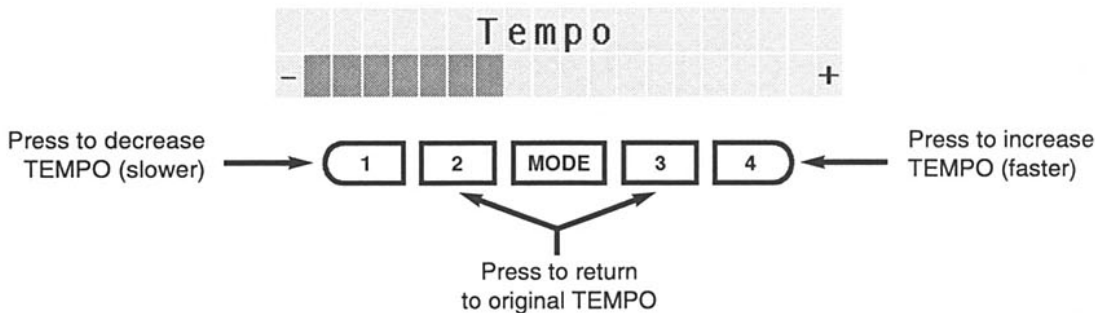 Tempo
- +
Press to decrease
TEMPO (slower)
1 2 MODE 3 4
Press to increase
TEMPO (faster)
Press to return
to original TEMPO